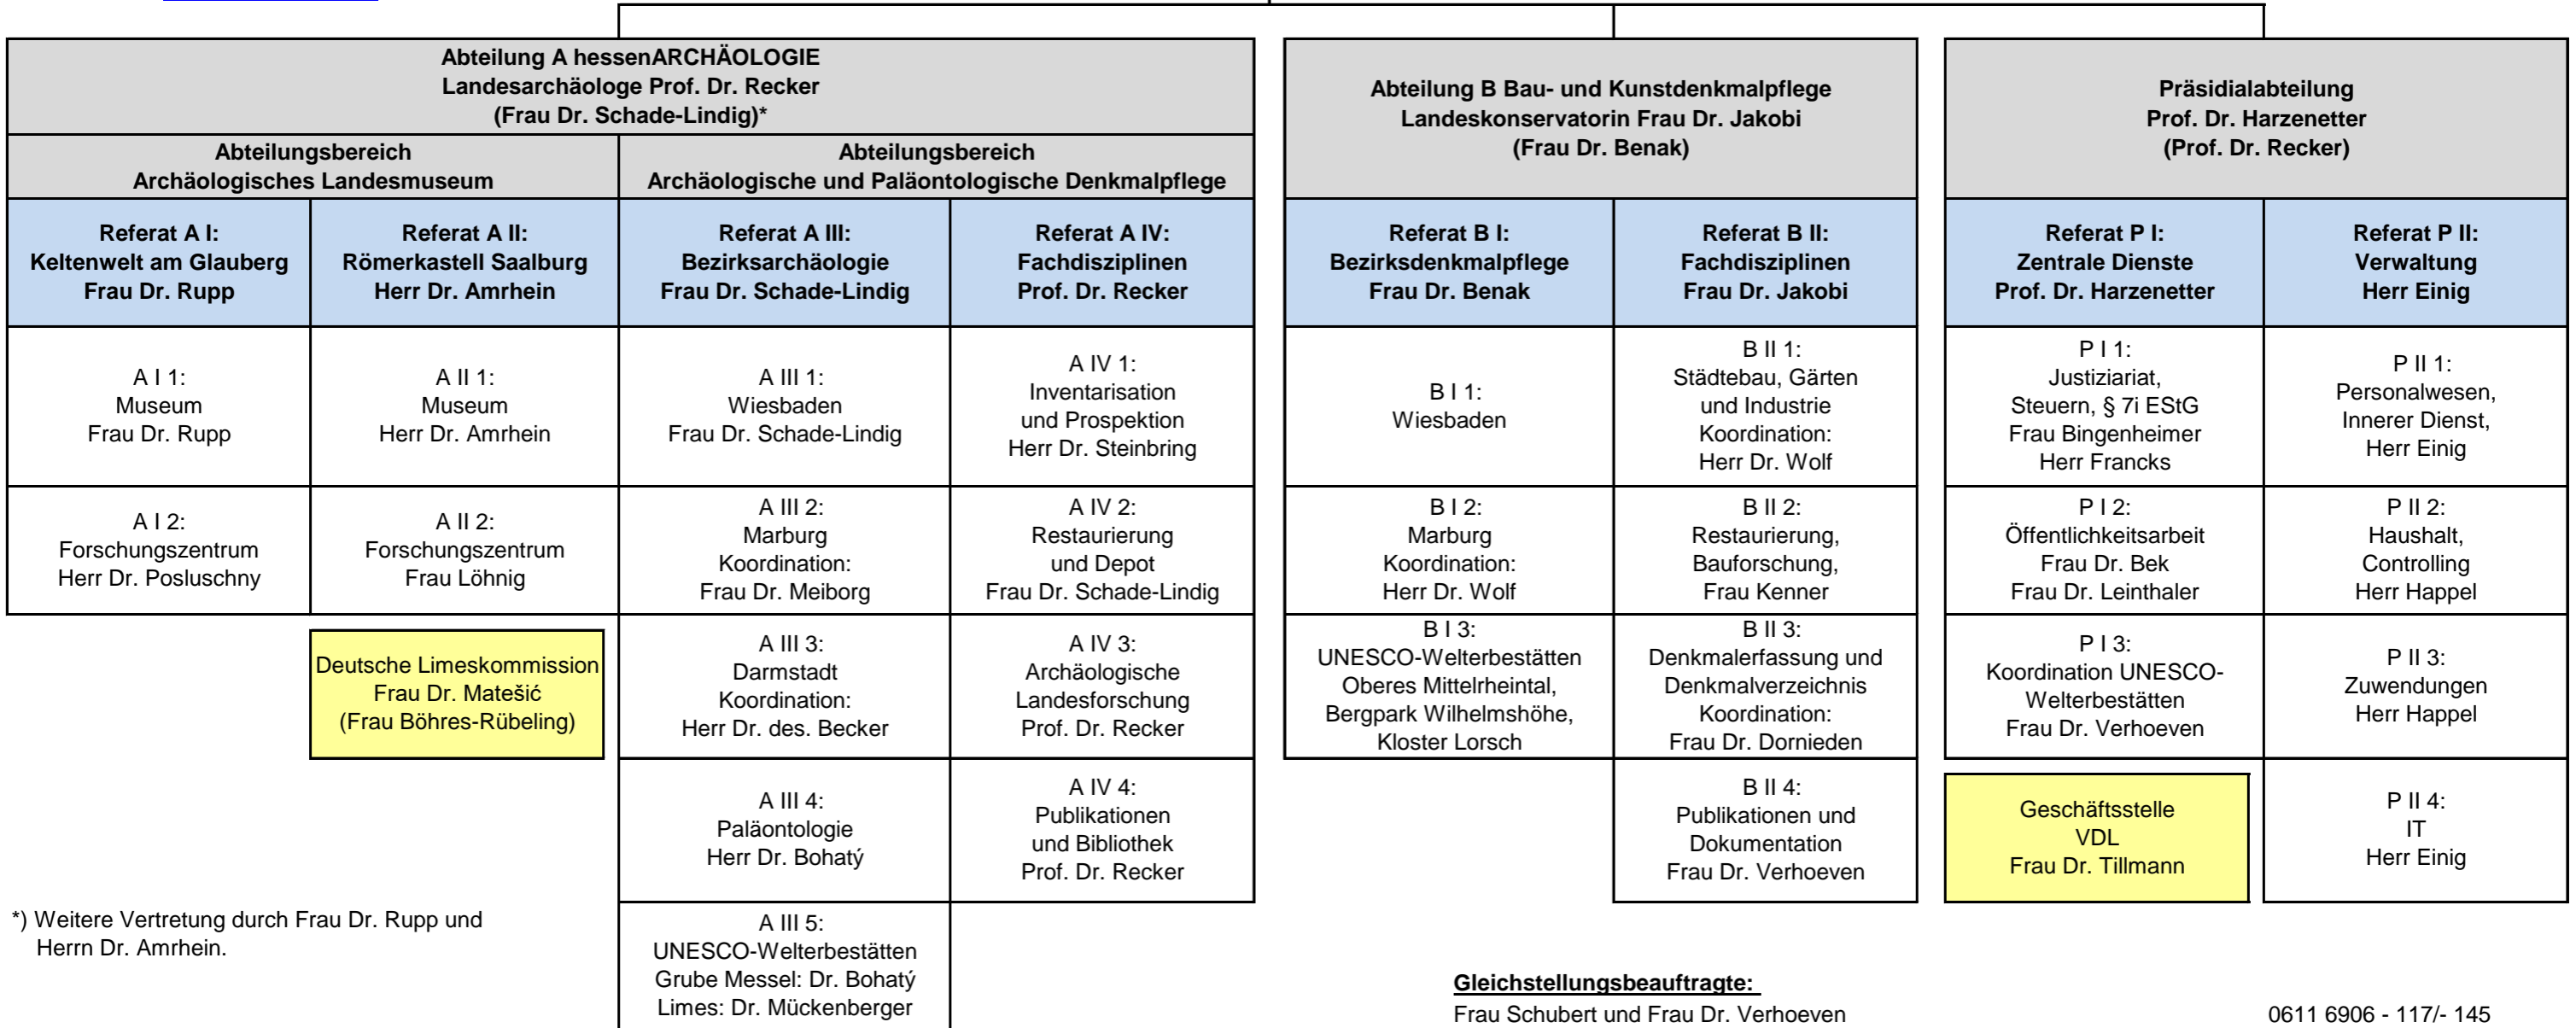 Abteilung A hessenARCHÄOLOGIE
Landesarchäologe Prof. Dr. Recker
(Frau Dr. Schade-Lindig)*
Abteilungsbereich
Archäologisches Landesmuseum
Abteilungsbereich
Archäologische und Paläontologische Denkmalpflege
Referat A I:
Keltenwelt am Glauberg
Frau Dr. Rupp
Referat A II:
Römerkastell Saalburg
Herr Dr. Amrhein
Referat A III:
Bezirksarchäologie
Frau Dr. Schade-Lindig
Referat A IV:
Fachdisziplinen
Prof. Dr. Recker
A I 1:
Museum
Frau Dr. Rupp
A II 1:
Museum
Herr Dr. Amrhein
A III 1:
Wiesbaden
Frau Dr. Schade-Lindig
A IV 1:
Inventarisation
und Prospektion
Herr Dr. Steinbring
A I 2:
Forschungszentrum
Herr Dr. Posluschny
A II 2:
Forschungszentrum
Frau Löhnig
A III 2:
Marburg
Koordination:
Frau Dr. Meiborg
A IV 2:
Restaurierung
und Depot
Frau Dr. Schade-Lindig
Deutsche Limeskommission
Frau Dr. Matešić
(Frau Böhres-Rübeling)
A III 3:
Darmstadt
Koordination:
Herr Dr. des. Becker
A IV 3:
Archäologische
Landesforschung
Prof. Dr. Recker
A III 4:
Paläontologie
Herr Dr. Bohatý
A IV 4:
Publikationen
und Bibliothek
Prof. Dr. Recker
A III 5:
UNESCO-Welterbestätten
Grube Messel: Dr. Bohatý
Limes: Dr. Mückenberger
*) Weitere Vertretung durch Frau Dr. Rupp und
Herrn Dr. Amrhein.
Abteilung B Bau- und Kunstdenkmalpflege
Landeskonservatorin Frau Dr. Jakobi
(Frau Dr. Benak)
Referat B I:
Bezirksdenkmalpflege
Frau Dr. Benak
Referat B II:
Fachdisziplinen
Frau Dr. Jakobi
B I 1:
Wiesbaden
B II 1:
Städtebau, Gärten
und Industrie
Koordination:
Herr Dr. Wolf
B I 2:
Marburg
Koordination:
Herr Dr. Wolf
B II 2:
Restaurierung,
Bauforschung,
Frau Kenner
B I 3:
UNESCO-Welterbestätten
Oberes Mittelrheintal,
Bergpark Wilhelmshöhe,
Kloster Lorsch
B II 3:
Denkmalerfassung und
Denkmalverzeichnis
Koordination:
Frau Dr. Dornieden
B II 4:
Publikationen und
Dokumentation
Frau Dr. Verhoeven
Präsidialabteilung
Prof. Dr. Harzenetter
(Prof. Dr. Recker)
Referat P I:
Zentrale Dienste
Prof. Dr. Harzenetter
Referat P II:
Verwaltung
Herr Einig
P I 1:
Justiziariat,
Steuern, § 7i EStG
Frau Bingenheimer
Herr Francks
P II 1:
Personalwesen,
Innerer Dienst,
Herr Einig
P I 2:
Öffentlichkeitsarbeit
Frau Dr. Bek
Frau Dr. Leinthaler
P II 2:
Haushalt,
Controlling
Herr Happel
P I 3:
Koordination UNESCO-
Welterbestätten
Frau Dr. Verhoeven
P II 3:
Zuwendungen
Herr Happel
Geschäftsstelle
VDL
Frau Dr. Tillmann
P II 4:
IT
Herr Einig
Gleichstellungsbeauftragte:
Frau Schubert und Frau Dr. Verhoeven
0611 6906 - 117/- 145